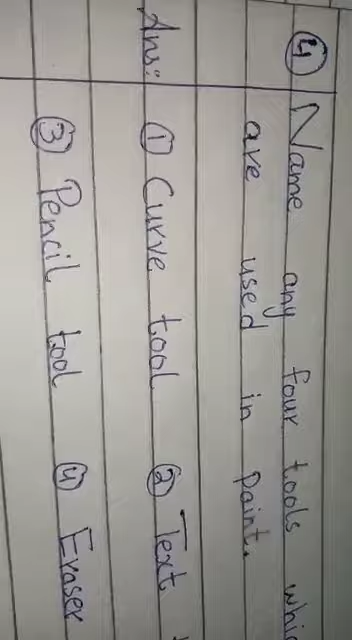 ④ Name any four tools whi
are used in paint.
Ans:- ① Curve tool ② Text
③ Pencil tool ④ Eraser